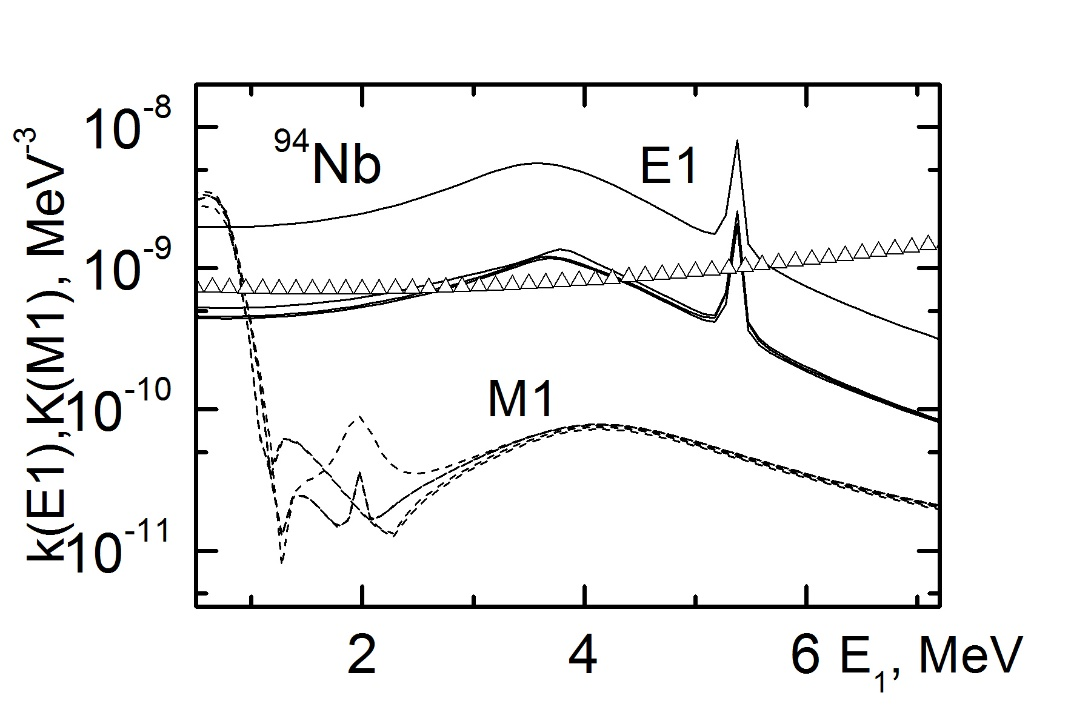 k(E1),K(M1), MeV⁻³
10⁻⁸
10⁻⁹
10⁻¹⁰
10⁻¹¹
⁹⁴Nb
E1
M1
2
4
6
E₁, MeV